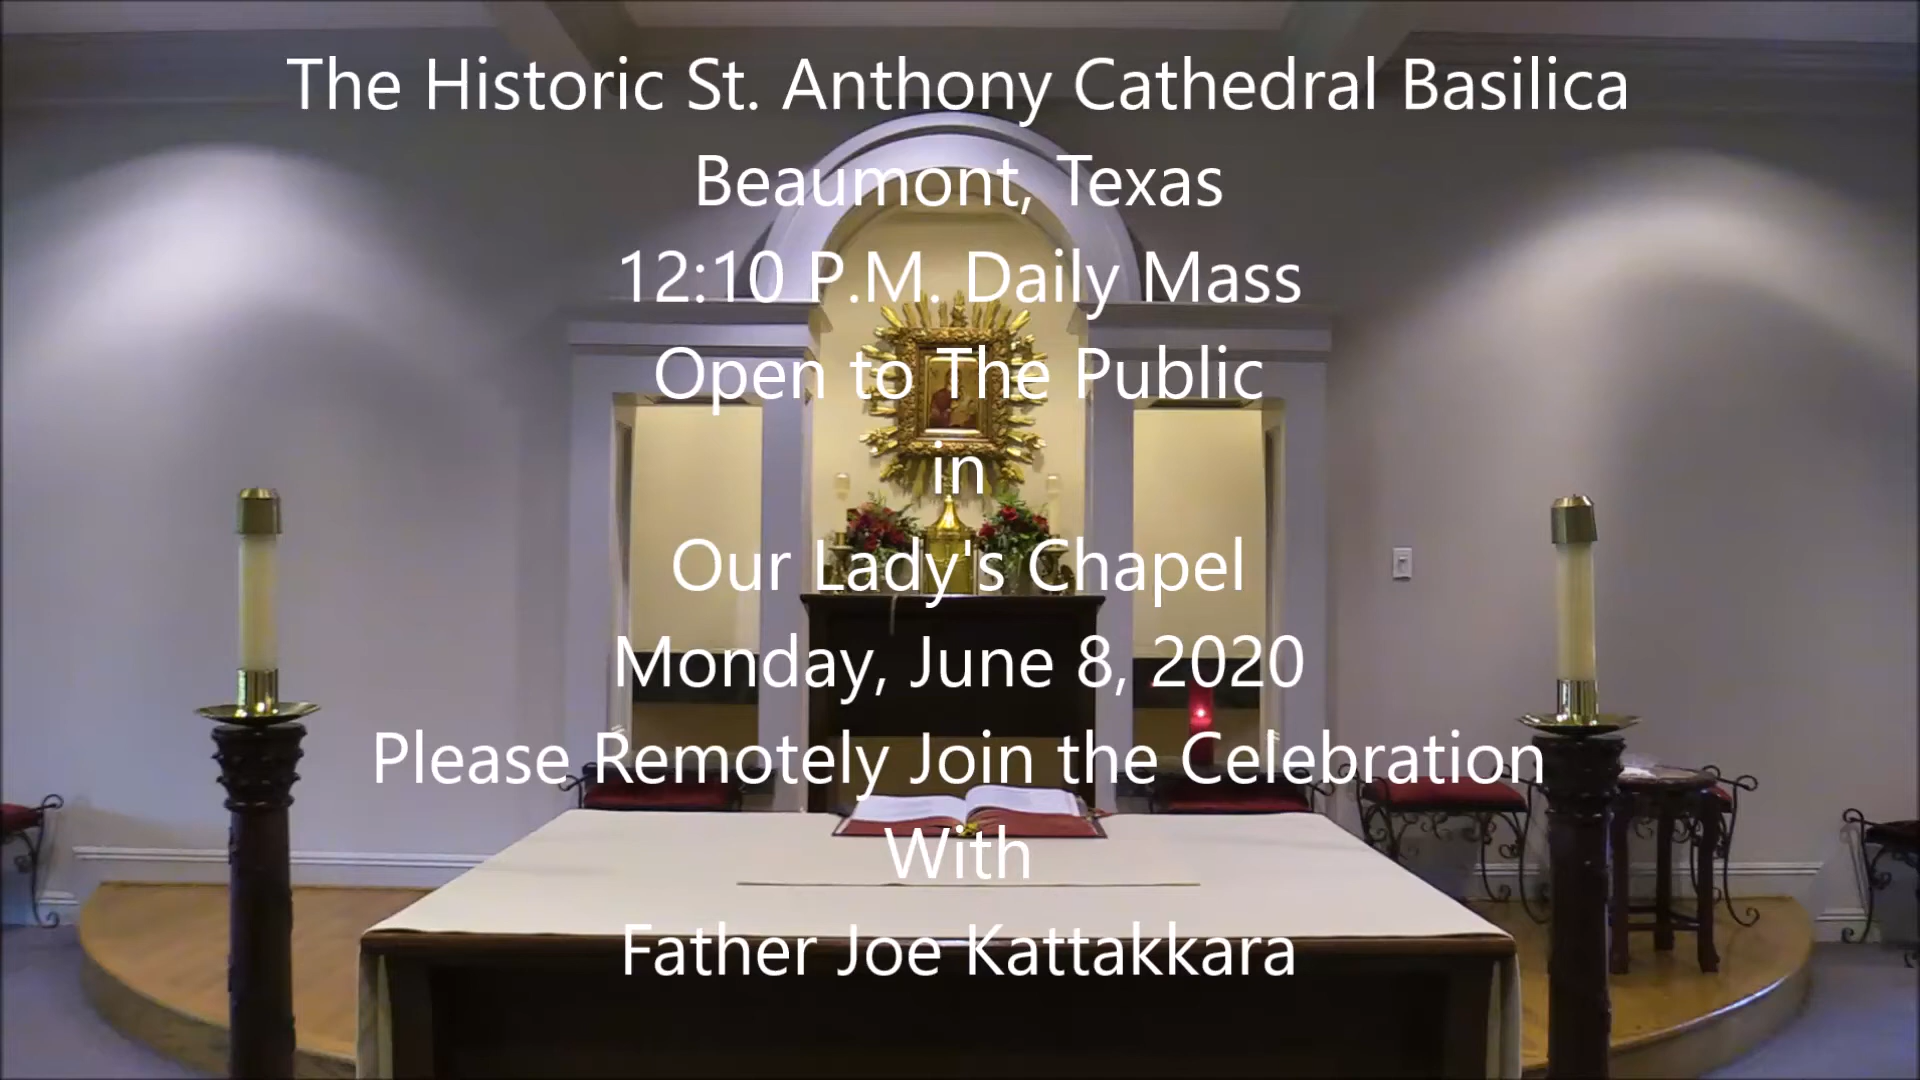 The Historic St. Anthony Cathedral Basilica
Beaumont, Texas
12:10 P.M. Daily Mass
Open to The Public
in
Our Lady's Chapel
Monday, June 8, 2020
Please Remotely Join the Celebration
With
Father Joe Kattakkara